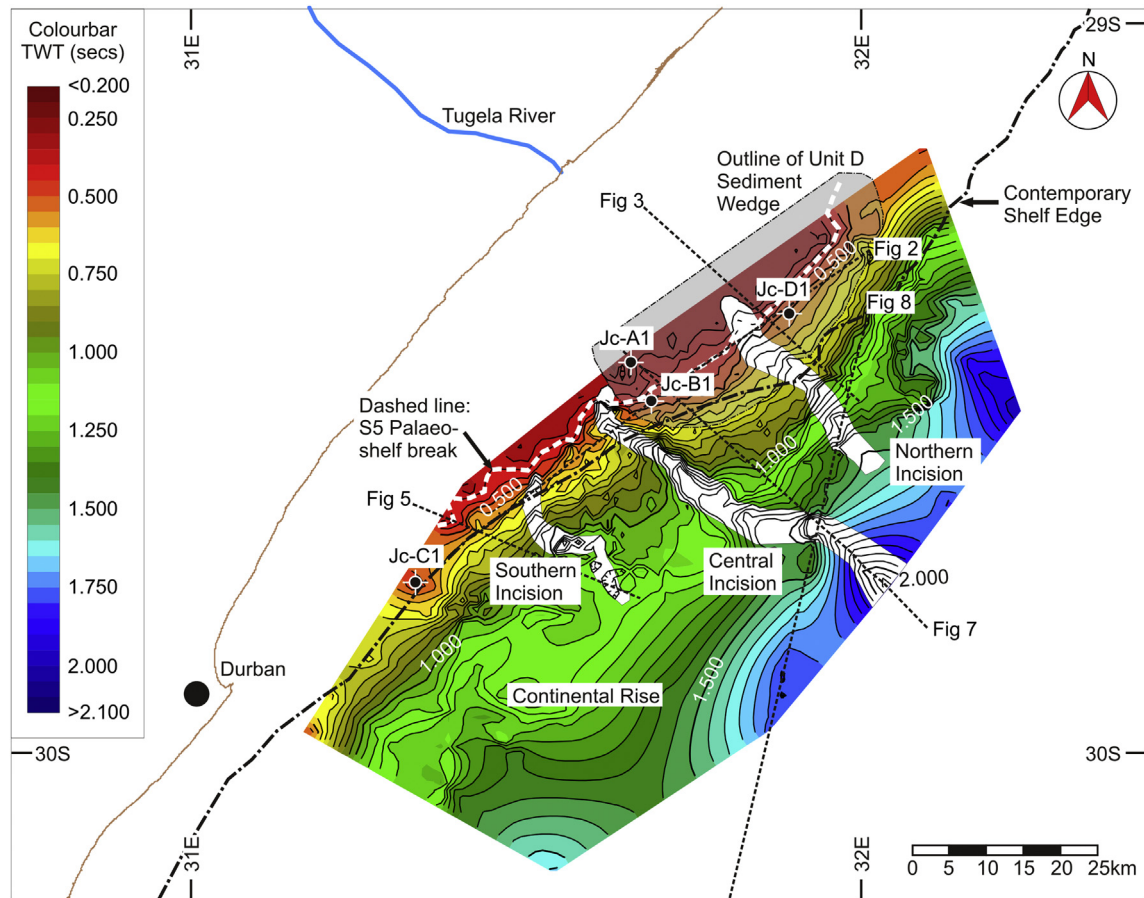 Colourbar
TWT (secs)
<0.200
0.250
0.500
0.750
1.000
1.250
1.500
1.750
2.000
>2.100
31E
32E
29S
N
Tugela River
Outline of Unit D
Sediment
Wedge
Contemporary
Shelf Edge
Fig 3
0.500
Fig 2
Jc-D1
Fig 8
Jc-A1
Jc-B1
Dashed line:
S5 Palaeo-
shelf break
1.500
1.000
Northern
Incision
0.500
Fig 5
Jc-C1
Southern
Incision
Central
Incision
2.000
Fig 7
1.000
1.500
Durban
Continental Rise
30S
30S
31E
32E
0 5 10 15 20 25km